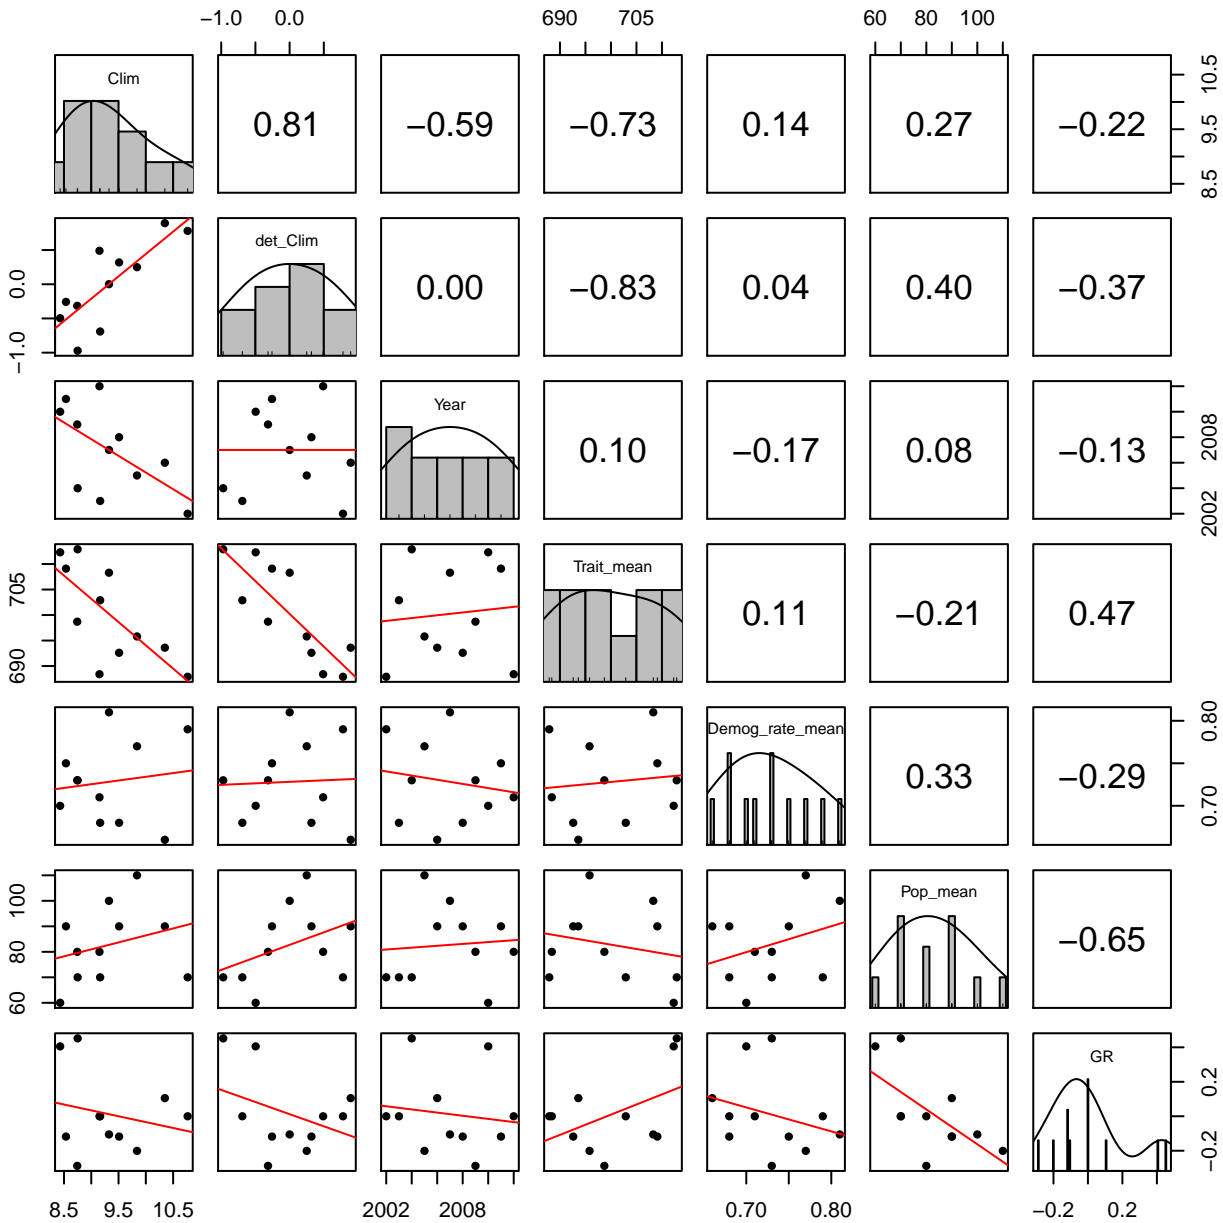 −1.0 0.0 690 705 60 80 100
Clim 0.81 −0.59 −0.73 0.14 0.27 −0.22 8.5 9.5 10.5
−1.0 0.0 det_Clim 0.00 −0.83 0.04 0.40 −0.37
Year 0.10 −0.17 0.08 −0.13 2002 2008
690 705 Trait_mean 0.11 −0.21 0.47
Demog_rate_mean 0.33 −0.29 0.70 0.80
60 80 100 Pop_mean −0.65
GR −0.2 0.2
8.5 9.5 10.5 2002 2008 0.70 0.80 −0.2 0.2